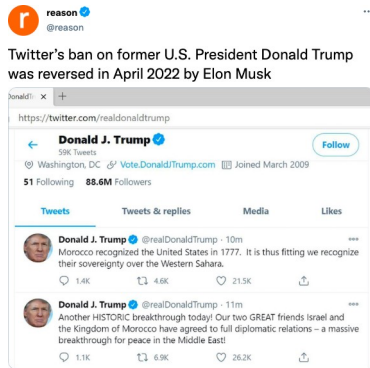 reason
@reason
Twitter's ban on former U.S. President Donald Trump
was reversed in April 2022 by Elon Musk
DonaldT x +
https://twitter.com/realdonaldtrump
Donald J. Trump
59K Tweets
Follow
Washington, DC Vote.DonaldJTrump.com Joined March 2009
51 Following 88.6M Followers
Tweets Tweets & replies Media Likes
Donald J. Trump @realDonaldTrump · 10m
Morocco recognized the United States in 1777. It is thus fitting we recognize
their sovereignty over the Western Sahara.
1.4K 4.6K 21.5K
Donald J. Trump @realDonaldTrump · 11m
Another HISTORIC breakthrough today! Our two GREAT friends Israel and
the Kingdom of Morocco have agreed to full diplomatic relations – a massive
breakthrough for peace in the Middle East!
1.1K 6.9K 26.2K